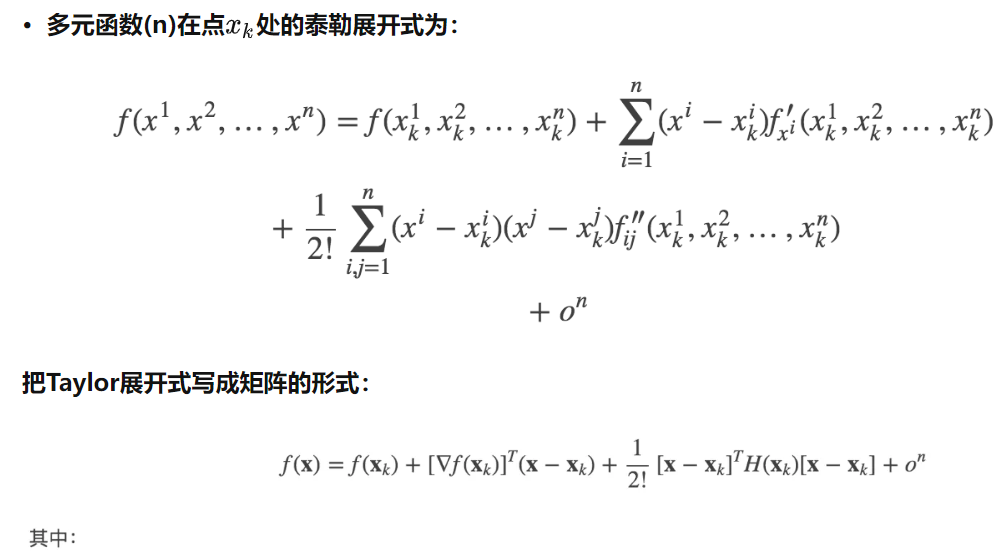 • 多元函数(n)在点$x_k$处的泰勒展开式为：
$f(x^1, x^2, \ldots, x^n) = f(x_k^1, x_k^2, \ldots, x_k^n) + \sum_{i=1}^{n} (x^i - x_k^i) f'_{x^i}(x_k^1, x_k^2, \ldots, x_k^n)$
$+ \frac{1}{2!} \sum_{i,j=1}^{n} (x^i - x_k^i)(x^j - x_k^j) f''_{ij}(x_k^1, x_k^2, \ldots, x_k^n)$
$+ o^n$
把Taylor展开式写成矩阵的形式：
$f(\mathbf{x}) = f(\mathbf{x}_k) + [\nabla f(\mathbf{x}_k)]^T (\mathbf{x} - \mathbf{x}_k) + \frac{1}{2!} [\mathbf{x} - \mathbf{x}_k]^T H(\mathbf{x}_k) [\mathbf{x} - \mathbf{x}_k] + o^n$
其中：